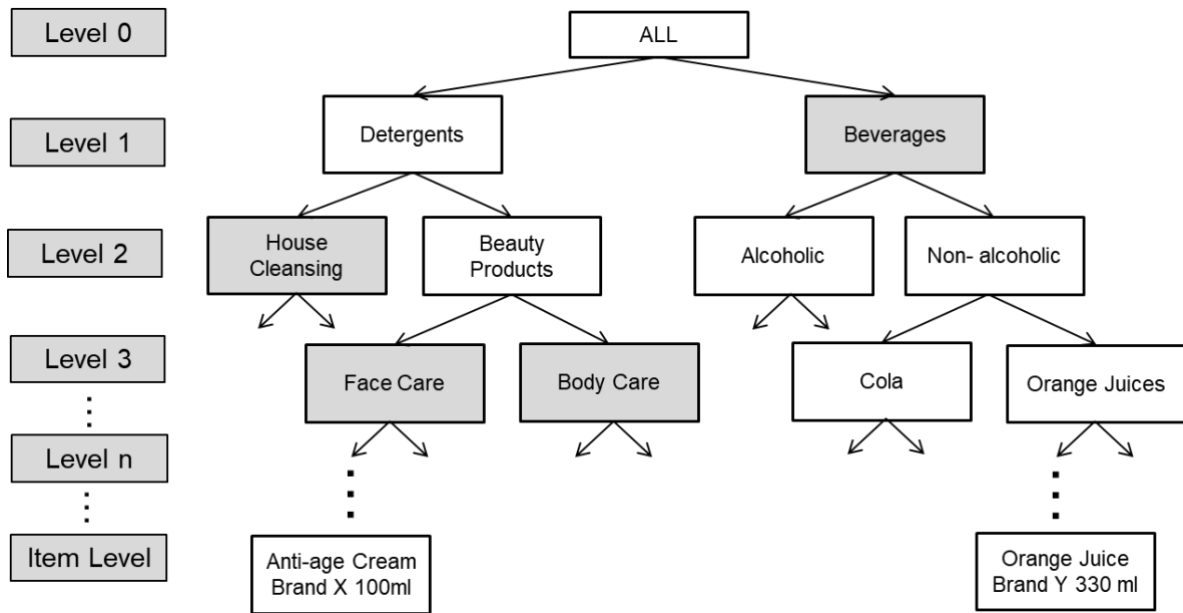 Level 0
ALL
Level 1
Detergents
Beverages
Level 2
House
Cleansing
Beauty
Products
Alcoholic
Non- alcoholic
Level 3
Face Care
Body Care
Cola
Orange Juices
Level n
Item Level
Anti-age Cream
Brand X 100ml
Orange Juice
Brand Y 330 ml